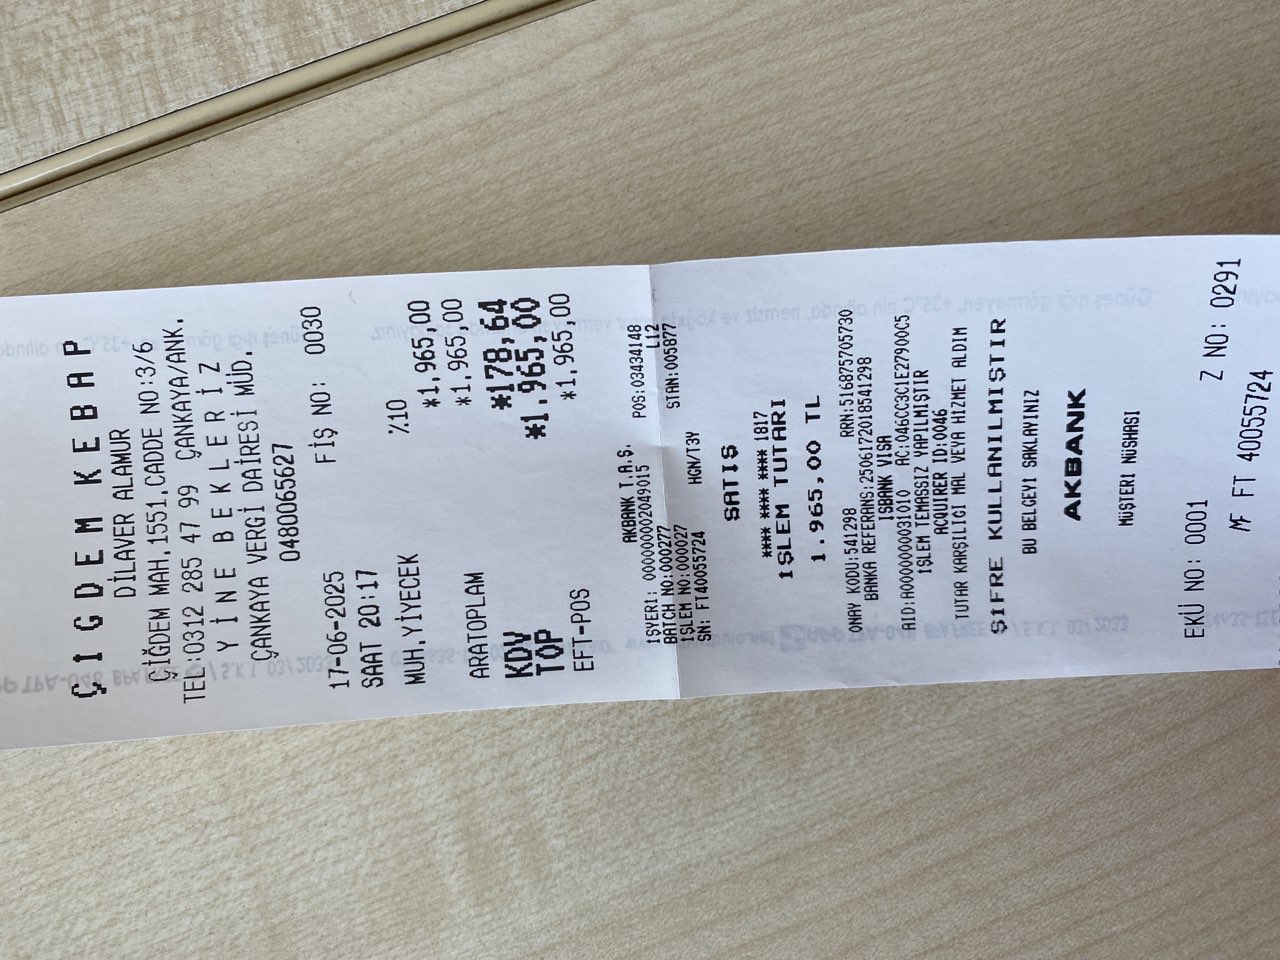 ÇIGDEM KEBAP
DİLAVER ALAMUR
ÇİĞDEM MAH.1551.CADDE NO:3/6
TEL:0312 285 47 99 ÇANKAYA/ANK.
YİNE BEKLERİZ
ÇANKAYA VERGİ DAİRESİ MÜD.
0480065627
17-06-2025 FİŞ NO: 0030
SAAT 20:17
MUH.YİYECEK %10
*1.965,00
ARATOPLAM *1.965,00
KDV *178,64
TOP *1.965,00
EFT-POS *1.965,00
AKBANK T.A.Ş.
İŞYERİ: 000000002049015 POS:03434148
BATCH NO:000277 L12
İŞLEM NO:000027 STAN:005877
SN: FT40055724 HGN/T3Y
SATIŞ
**** **** **** 1817
İŞLEM TUTARI
1.965,00 TL
ONAY KODU:541298 RRN:516875705730
BANKA REFERANS:2506172018541298
ISBANK VISA
AID:A0000000031010 AC:046CC3C1E27900C5
İŞLEM TEMASSIZ YAPILMIŞTIR
ACQUIRER ID:0046
TUTAR KARŞILIĞI MAL VEYA HİZMET ALDIM
ŞİFRE KULLANILMIŞTIR
BU BELGEYİ SAKLAYINIZ
AKBANK
MÜŞTERİ NÜSHASI
EKÜ NO: 0001 Z NO: 0291
MF FT 40055724